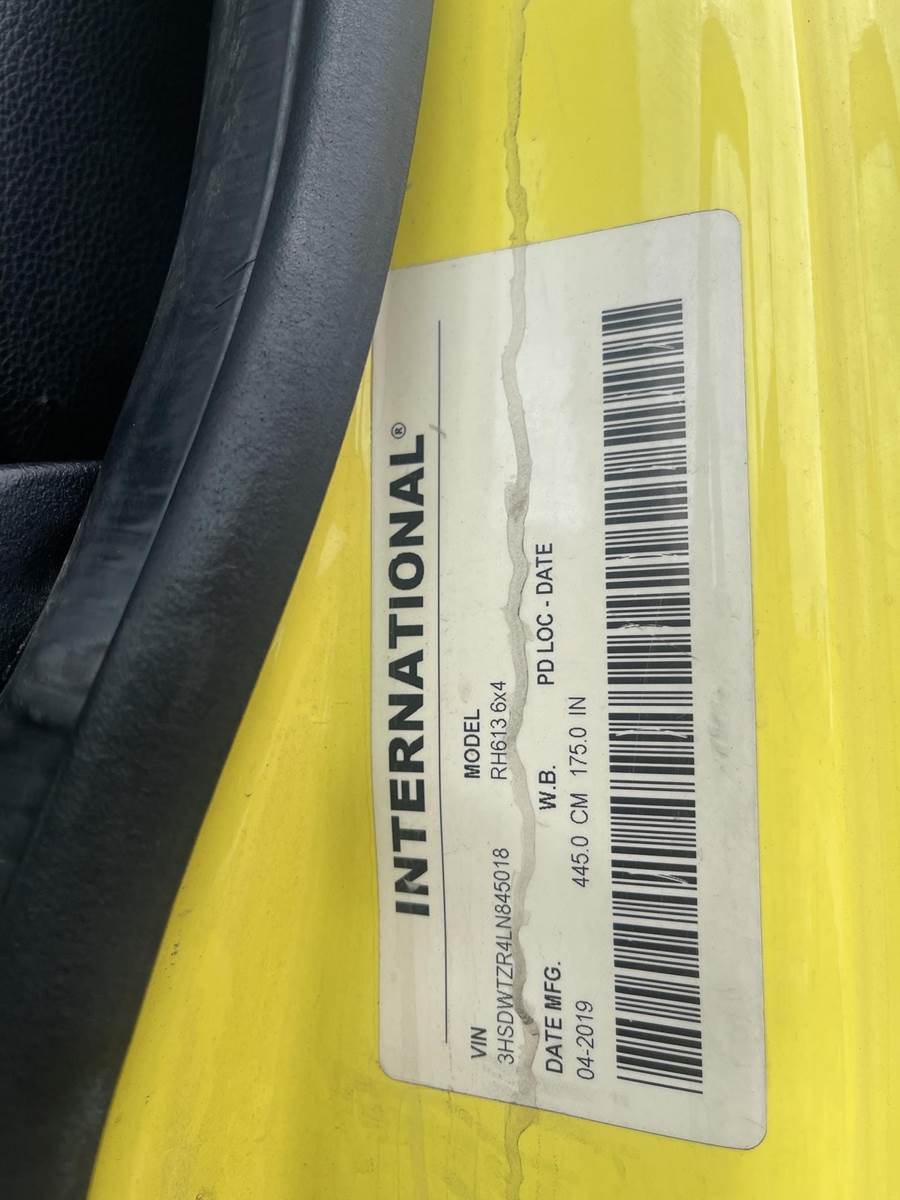 INTERNATIONAL®
VIN MODEL
3HSDWTZR4LN845018 RH613 6x4
DATE MFG. W.B. PD LOC - DATE
04-2019 445.0 CM 175.0 IN